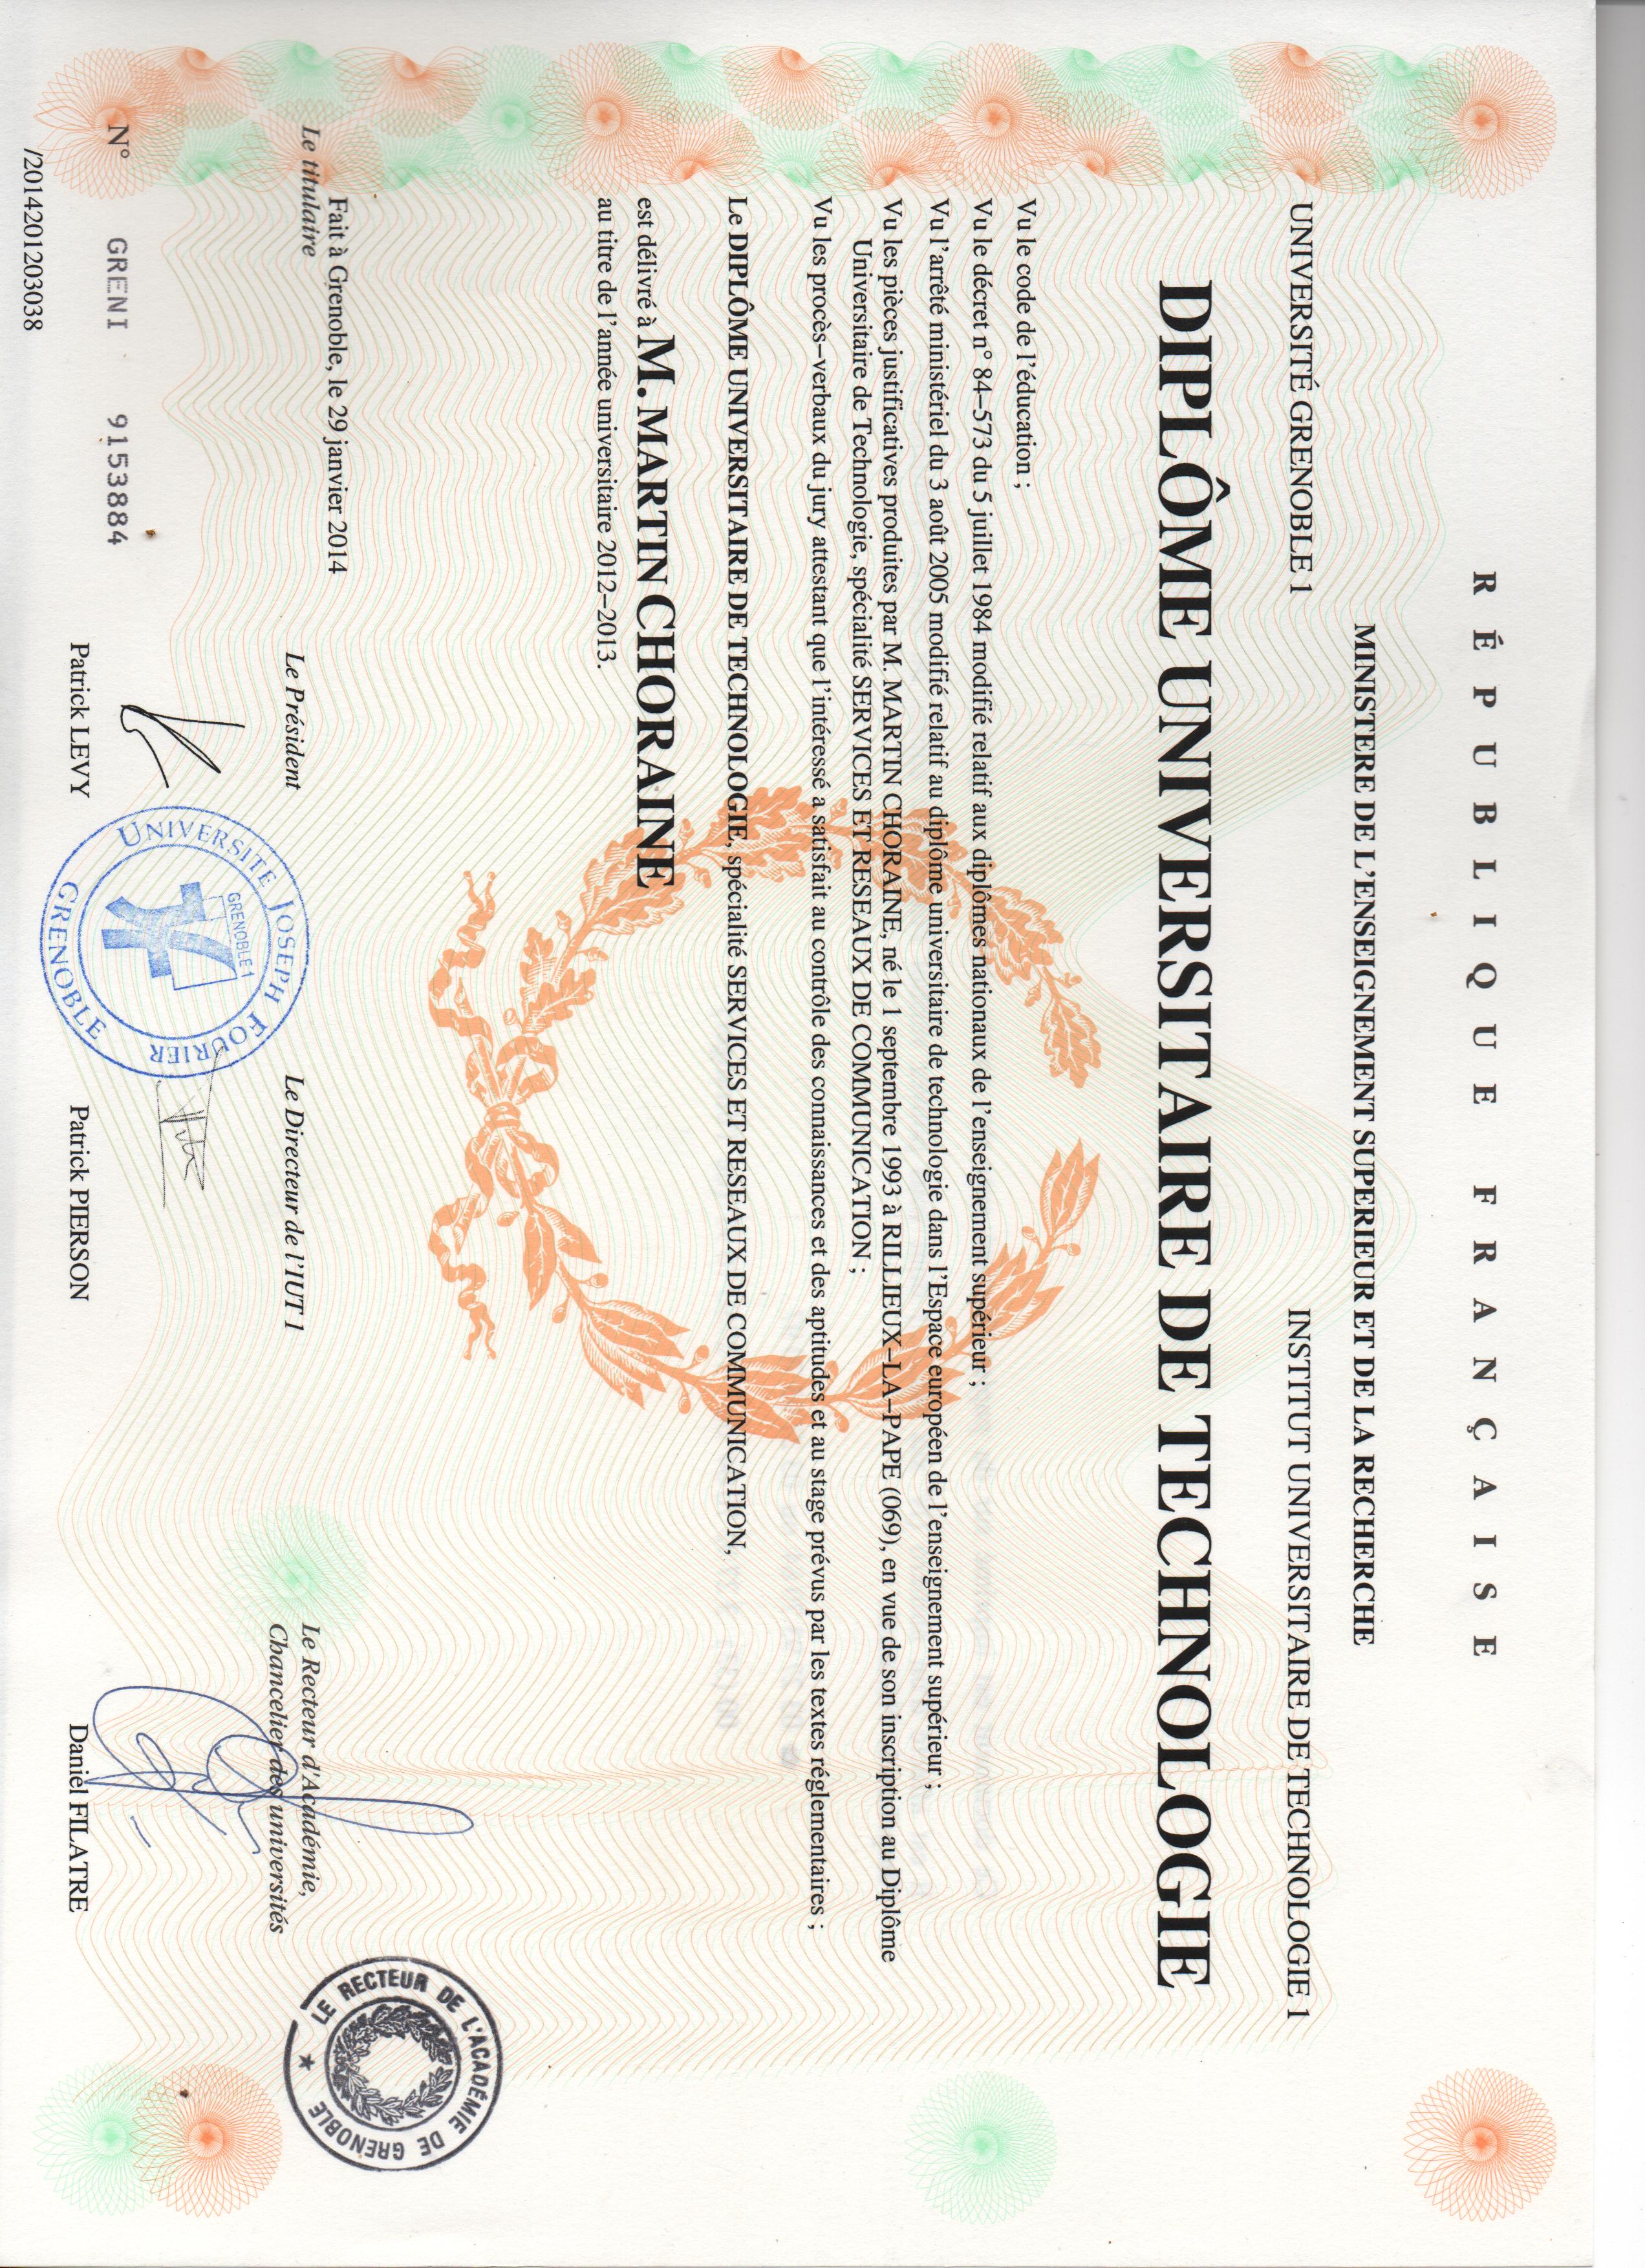 RÉPUBLIQUE FRANÇAISE
MINISTERE DE L'ENSEIGNEMENT SUPERIEUR ET DE LA RECHERCHE
UNIVERSITÉ GRENOBLE 1 INSTITUT UNIVERSITAIRE DE TECHNOLOGIE 1
DIPLÔME UNIVERSITAIRE DE TECHNOLOGIE
Vu le code de l'éducation ;
Vu le décret n° 84–573 du 5 juillet 1984 modifié relatif aux diplômes nationaux de l'enseignement supérieur ;
Vu l'arrêté ministériel du 3 août 2005 modifié relatif au diplôme universitaire de technologie dans l'Espace européen de l'enseignement supérieur ;
Vu les pièces justificatives produites par M. MARTIN CHORAINE, né le 1 septembre 1993 à RILLIEUX–LA–PAPE (069), en vue de son inscription au Diplôme
Universitaire de Technologie, spécialité SERVICES ET RESEAUX DE COMMUNICATION ;
Vu les procès–verbaux du jury attestant que l'intéressé a satisfait au contrôle des connaissances et des aptitudes et au stage prévus par les textes réglementaires ;
Le DIPLÔME UNIVERSITAIRE DE TECHNOLOGIE, spécialité SERVICES ET RESEAUX DE COMMUNICATION,
est délivré à M. MARTIN CHORAINE
au titre de l'année universitaire 2012–2013.
Fait à Grenoble, le 29 janvier 2014
Le titulaire
Le Président
Le Directeur de l'IUT 1
Le Recteur d'Académie,
Chancelier des universités
UNIVERSITE JOSEPH FOURIER
GRENOBLE 1
GRENOBLE
LE RECTEUR DE L'ACADÉMIE DE GRENOBLE
N° GRENI 9153884
Patrick LEVY
Patrick PIERSON
Daniel FILATRE
/2014201203038